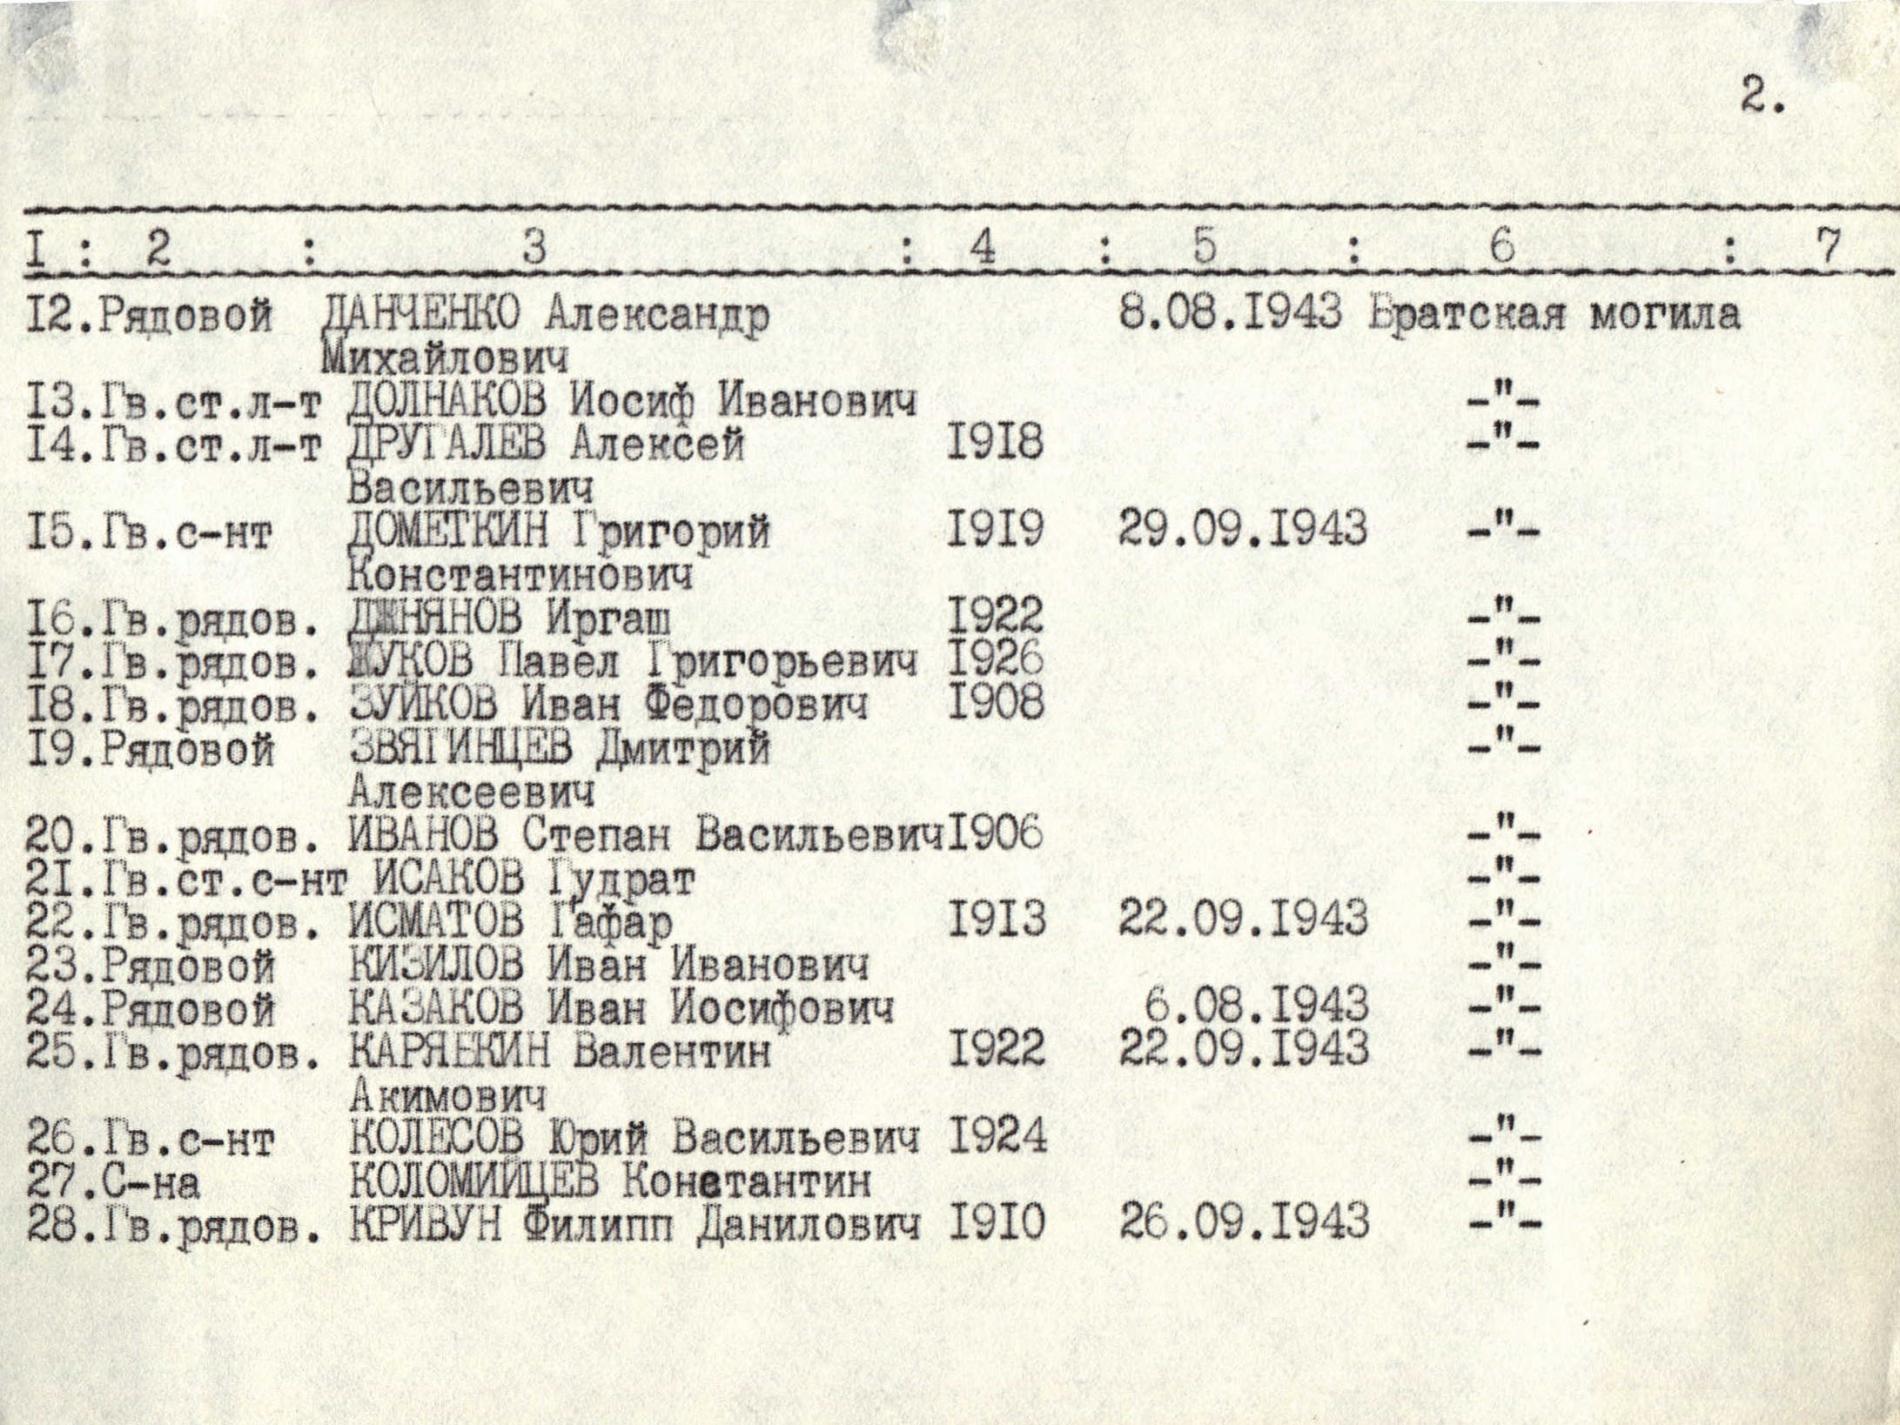 2.
I : 2 : 3 : 4 : 5 : 6 : 7
I2.Рядовой ДАНЧЕНКО Александр 8.08.I943 Братская могила
Михайлович
I3.Гв.ст.л-т ДОЛНАКОВ Иосиф Иванович -"-
I4.Гв.ст.л-т ДРУГАЛЕВ Алексей I9I8 -"-
Васильевич
I5.Гв.с-нт ДОМЕТКИН Григорий I9I9 29.09.I943 -"-
Константинович
I6.Гв.рядов. ДЖНЯНОВ Иргаш I922 -"-
I7.Гв.рядов. ЖУКОВ Павел Григорьевич I926 -"-
I8.Гв.рядов. ЗУЙКОВ Иван Федорович I908 -"-
I9.Рядовой ЗВЯГИНЦЕВ Дмитрий -"-
Алексеевич
20.Гв.рядов. ИВАНОВ Степан Васильевич I906 -"-
2I.Гв.ст.с-нт ИСАКОВ Гудрат -"-
22.Гв.рядов. ИСМАТОВ Гафар I9I3 22.09.I943 -"-
23.Рядовой КИЗИЛОВ Иван Иванович -"-
24.Рядовой КАЗАКОВ Иван Иосифович 6.08.I943 -"-
25.Гв.рядов. КАРЯЕКИН Валентин I922 22.09.I943 -"-
Акимович
26.Гв.с-нт КОЛЕСОВ Юрий Васильевич I924 -"-
27.С-на КОЛОМИЙЦЕВ Константин -"-
28.Гв.рядов. КРИВУН Филипп Данилович I9I0 26.09.I943 -"-